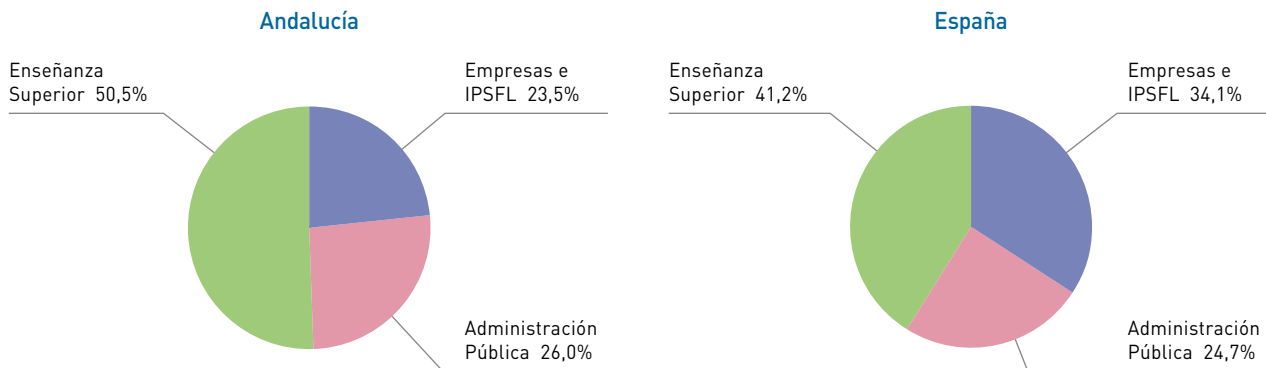 Andalucía
Enseñanza
Superior 50,5%
Empresas e
IPSFL 23,5%
Administración
Pública 26,0%
España
Enseñanza
Superior 41,2%
Empresas e
IPSFL 34,1%
Administración
Pública 24,7%